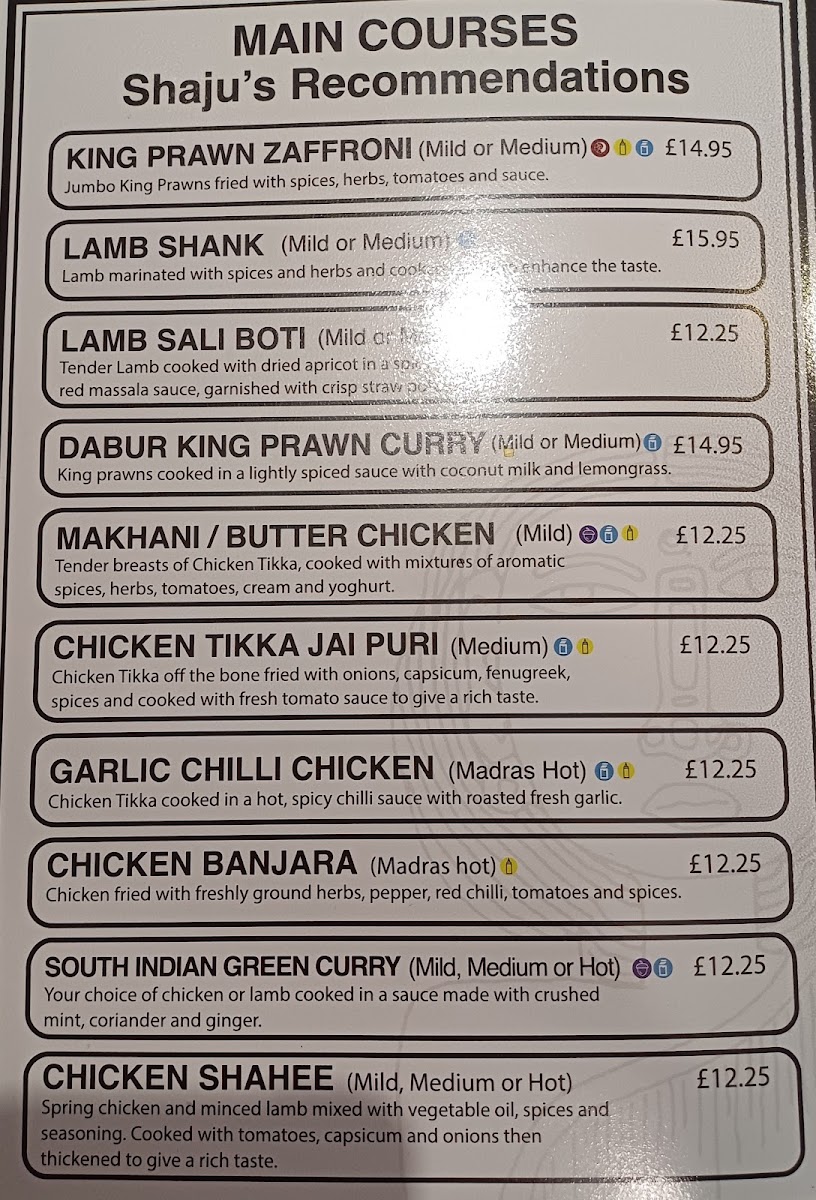 MAIN COURSES
Shaju's Recommendations
KING PRAWN ZAFFRONI (Mild or Medium) £14.95
Jumbo King Prawns fried with spices, herbs, tomatoes and sauce.
LAMB SHANK (Mild or Medium) £15.95
Lamb marinated with spices and herbs and enhance the taste.
LAMB SALI BOTI (Mild or £12.25
Tender Lamb cooked with dried apricot in a
red massala sauce, garnished with crisp straw
DABUR KING PRAWN CURRY (Mild or Medium) £14.95
King prawns cooked in a lightly spiced sauce with coconut milk and lemongrass.
MAKHANI / BUTTER CHICKEN (Mild) £12.25
Tender breasts of Chicken Tikka, cooked with mixtures of aromatic
spices, herbs, tomatoes, cream and yoghurt.
CHICKEN TIKKA JAI PURI (Medium) £12.25
Chicken Tikka off the bone fried with onions, capsicum, fenugreek,
spices and cooked with fresh tomato sauce to give a rich taste.
GARLIC CHILLI CHICKEN (Madras Hot) £12.25
Chicken Tikka cooked in a hot, spicy chilli sauce with roasted fresh garlic.
CHICKEN BANJARA (Madras hot) £12.25
Chicken fried with freshly ground herbs, pepper, red chilli, tomatoes and spices.
SOUTH INDIAN GREEN CURRY (Mild, Medium or Hot) £12.25
Your choice of chicken or lamb cooked in a sauce made with crushed
mint, coriander and ginger.
CHICKEN SHAHEE (Mild, Medium or Hot) £12.25
Spring chicken and minced lamb mixed with vegetable oil, spices and
seasoning. Cooked with tomatoes, capsicum and onions then
thickened to give a rich taste.